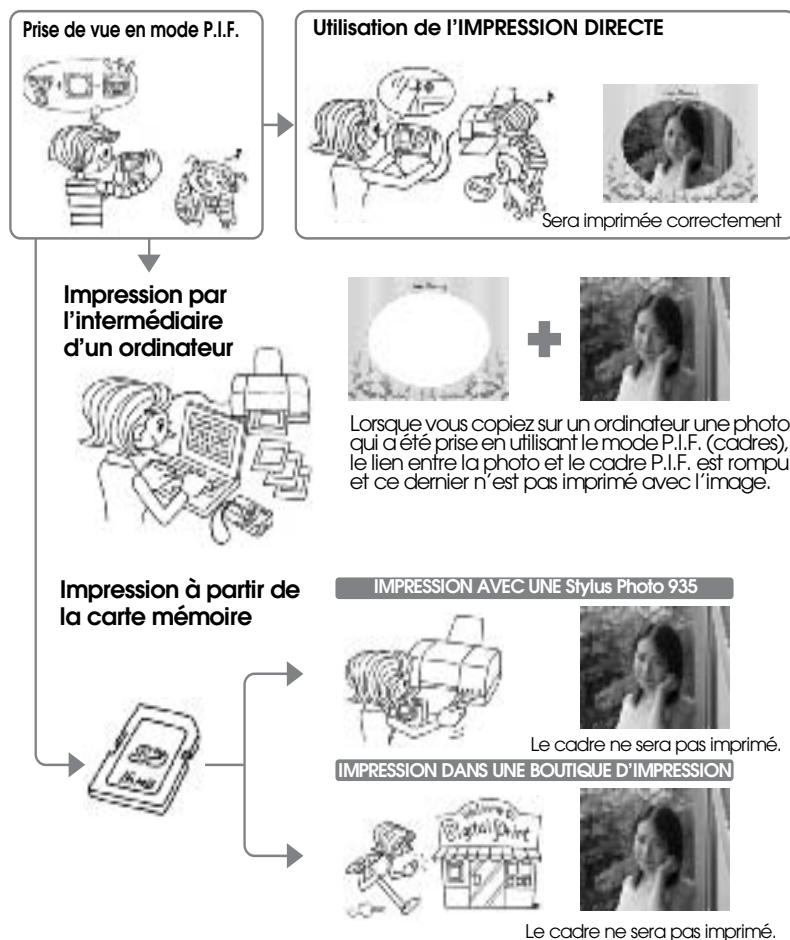 Prise de vue en mode P.I.F.
Utilisation de l’IMPRESSION DIRECTE
Sera imprimée correctement
Impression par
l’intermédiaire
d’un ordinateur
Lorsque vous copiez sur un ordinateur une photo
qui a été prise en utilisant le mode P.I.F. (cadres),
le lien entre la photo et le cadre P.I.F. est rompu
et ce dernier n’est pas imprimé avec l’image.
Impression à partir de
la carte mémoire
IMPRESSION AVEC UNE Stylus Photo 935
Le cadre ne sera pas imprimé.
IMPRESSION DANS UNE BOUTIQUE D’IMPRESSION
Welcome to
Digital Print
Le cadre ne sera pas imprimé.